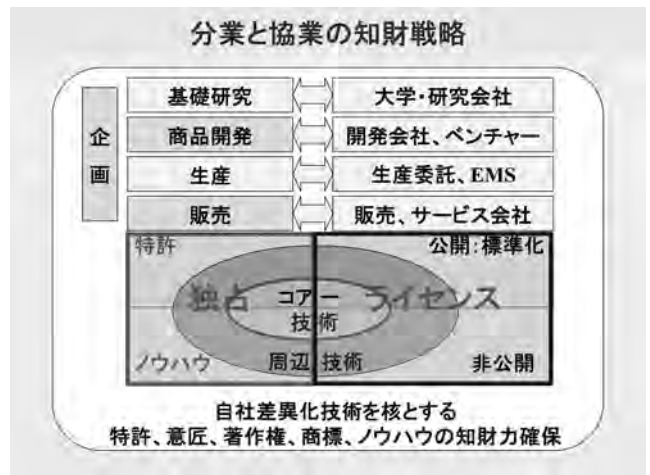 分業と協業の知財戦略
企画
基礎研究
大学・研究会社
商品開発
開発会社、ベンチャー
生産
生産委託、EMS
販売
販売、サービス会社
特許
公開：標準化
独占
コアー
ライセンス
技術
ノウハウ
周辺技術
非公開
自社差異化技術を核とする
特許、意匠、著作権、商標、ノウハウの知財力確保